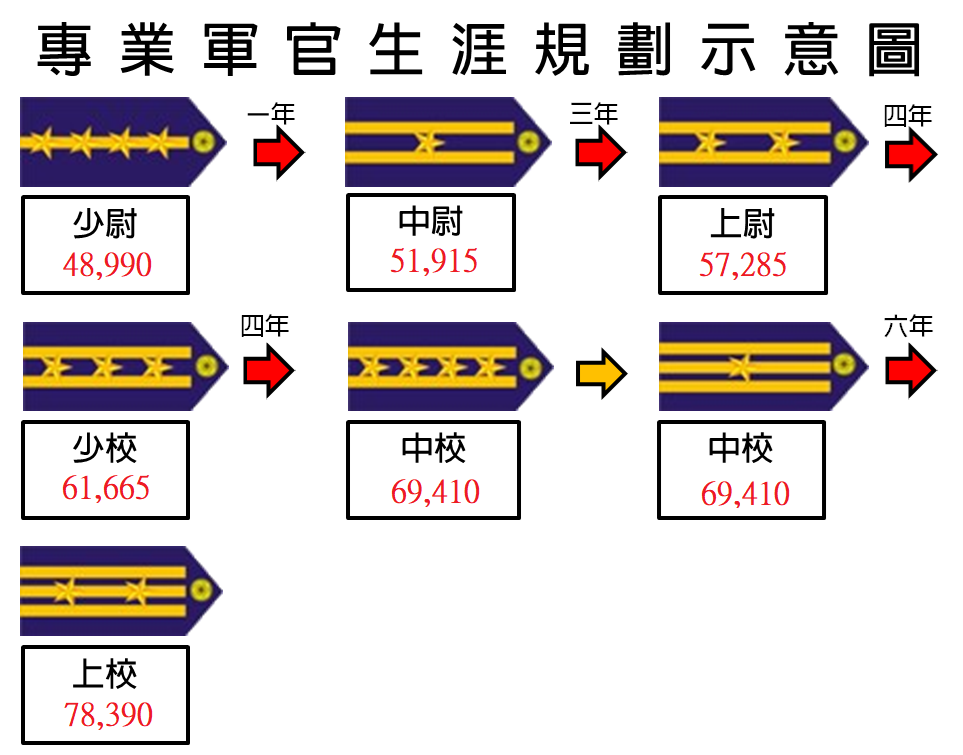 專業軍官生涯規劃示意圖
一年
三年
四年
少尉
48,990
中尉
51,915
上尉
57,285
四年
六年
少校
61,665
中校
69,410
中校
69,410
上校
78,390